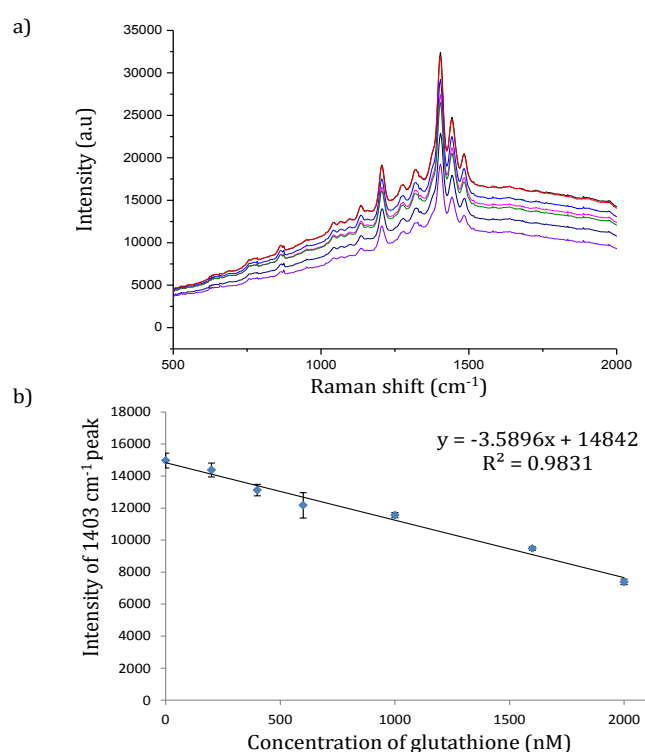 a)
35000
30000
25000
20000
15000
10000
5000
0
Intensity (a.u)
500 1000 1500 2000
Raman shift (cm⁻¹)
b)
18000
16000
14000
12000
10000
8000
6000
4000
2000
0
Intensity of 1403 cm⁻¹ peak
y = -3.5896x + 14842
R² = 0.9831
0 500 1000 1500 2000
Concentration of glutathione (nM)